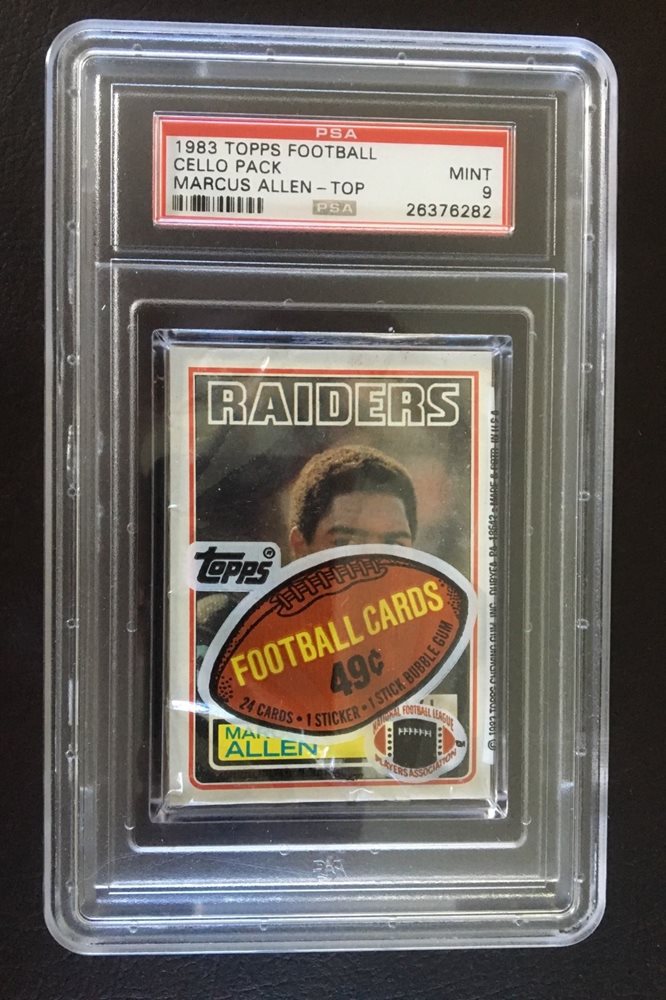 PSA
1983 TOPPS FOOTBALL
CELLO PACK
MARCUS ALLEN - TOP
MINT
9
PSA
26376282
RAIDERS
TOPPS®
FOOTBALL CARDS
49¢
24 CARDS • 1 STICKER • 1 STICK BUBBLE GUM
ALLEN
NATIONAL FOOTBALL LEAGUE
PLAYERS ASSOCIATION
PSA